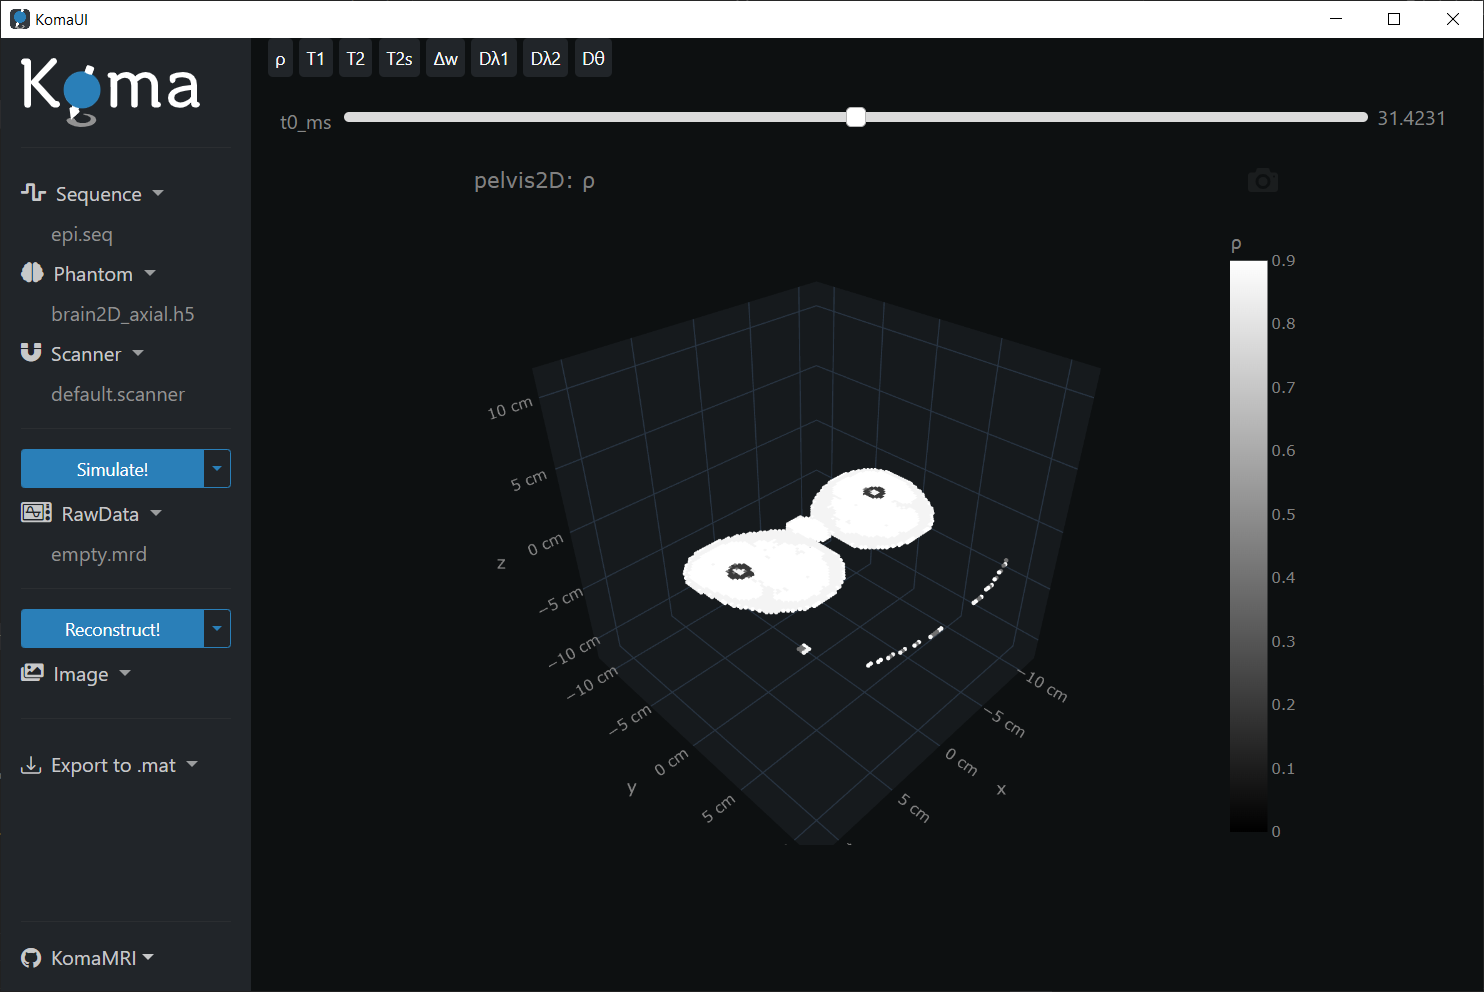 KomaUI
Koma
ρ T1 T2 T2s Δw Dλ1 Dλ2 Dθ
t0_ms 31.4231
Sequence
epi.seq
Phantom
brain2D_axial.h5
Scanner
default.scanner
Simulate!
RawData
empty.mrd
Reconstruct!
Image
Export to .mat
KomaMRI
pelvis2D: ρ
10 cm
5 cm
0 cm
−5 cm
−10 cm
z
−10 cm
−5 cm
0 cm
5 cm
y
−10 cm
−5 cm
0 cm
5 cm
x
ρ
0.9
0.8
0.7
0.6
0.5
0.4
0.3
0.2
0.1
0